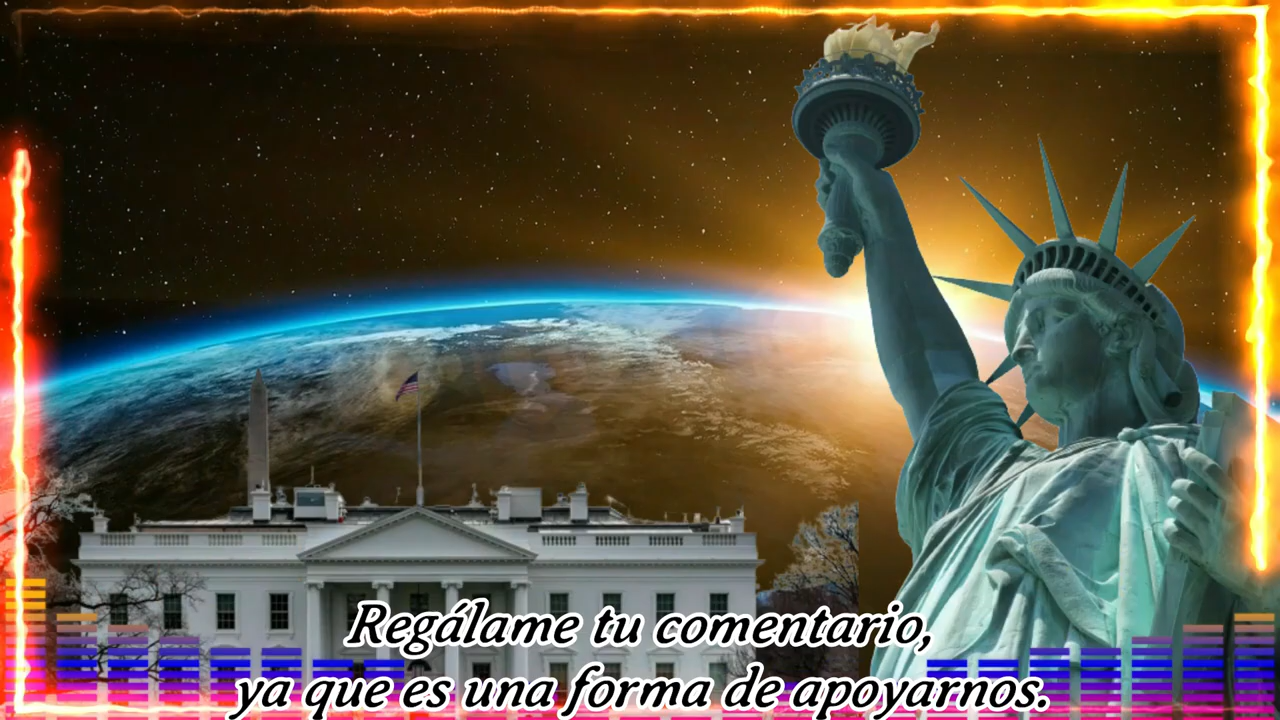 Regálame tu comentario,
ya que es una forma de apoyarnos.